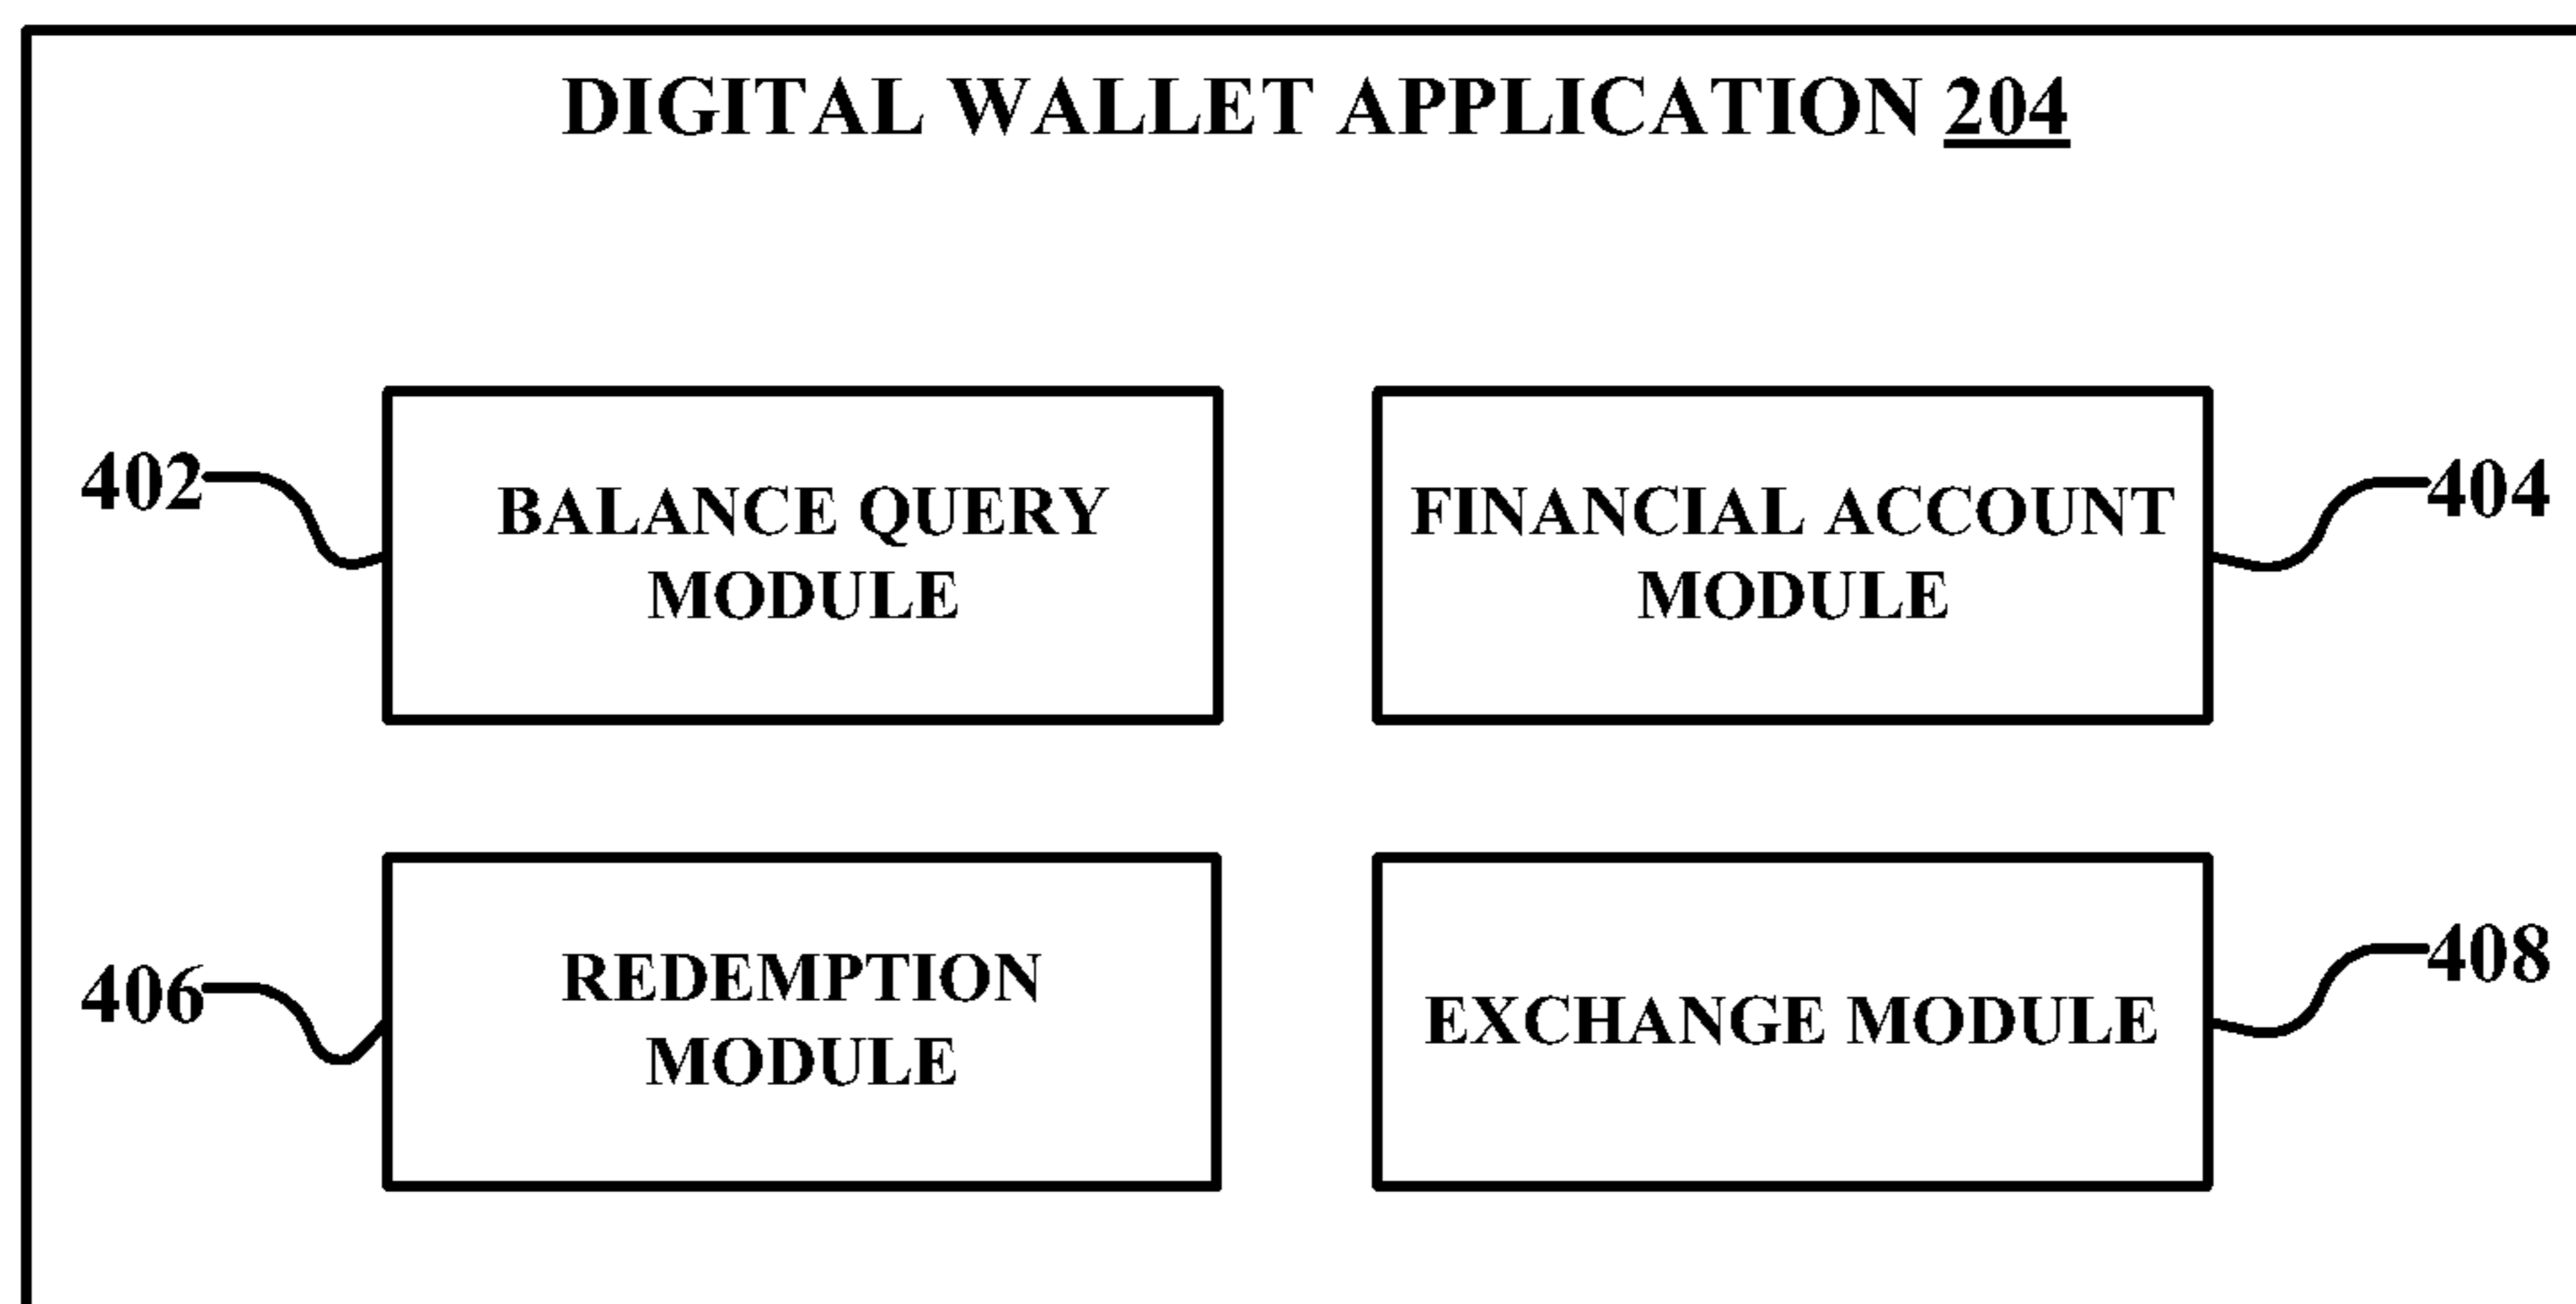 DIGITAL WALLET APPLICATION 204
402
BALANCE QUERY
MODULE
FINANCIAL ACCOUNT
MODULE
404
406
REDEMPTION
MODULE
EXCHANGE MODULE
408